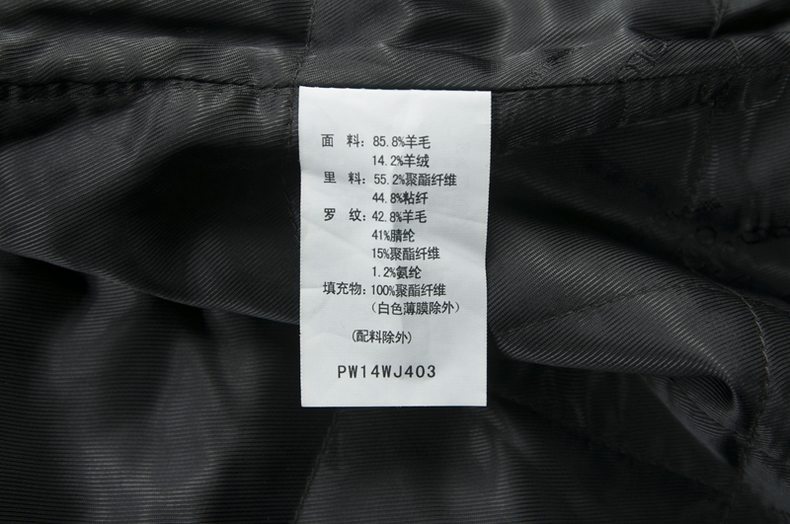 面 料：85.8%羊毛
14.2%羊绒
里 料：55.2%聚酯纤维
44.8%粘纤
罗 纹：42.8%羊毛
41%腈纶
15%聚酯纤维
1.2%氨纶
填充物：100%聚酯纤维
（白色薄膜除外）
(配料除外)
PW14WJ403